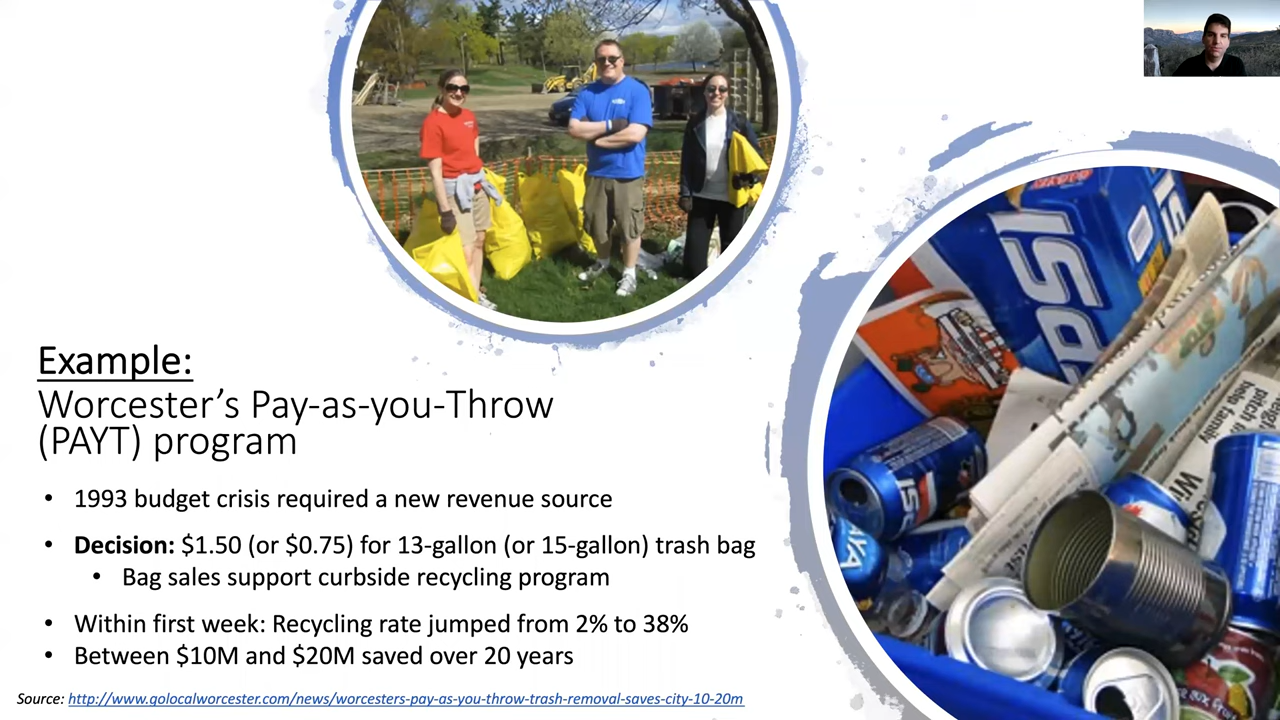 Example:
Worcester’s Pay-as-you-Throw
(PAYT) program
• 1993 budget crisis required a new revenue source
• Decision: $1.50 (or $0.75) for 13-gallon (or 15-gallon) trash bag
• Bag sales support curbside recycling program
• Within first week: Recycling rate jumped from 2% to 38%
• Between $10M and $20M saved over 20 years
Source: http://www.golocalworcester.com/news/worcesters-pay-as-you-throw-trash-removal-saves-city-10-20m
help family